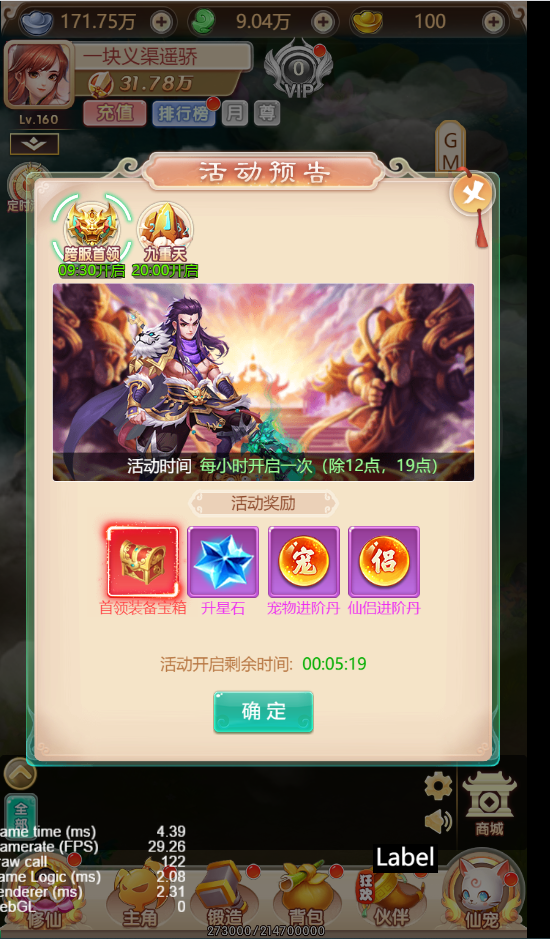 171.75万 9.04万 100
一块义渠遥骄
31.78万
0
VIP
Lv.160
充值 排行榜 月 尊
GM
活动预告
定时
跨服首领 九重天
09:30开启 20:00开启
活动时间 每小时开启一次（除12点，19点）
活动奖励
首领装备宝箱 升星石 宠物进阶丹 仙侣进阶丹
宠 侣
活动开启剩余时间: 00:05:19
确定
全部
商城
ame time (ms) 4.39
amerate (FPS) 29.26
raw call 122
ame Logic (ms) 2.08
enderer (ms) 2.31
ebGL 0
Label
狂欢
修仙 主角 锻造 背包 伙伴 仙宠
273000/214700000